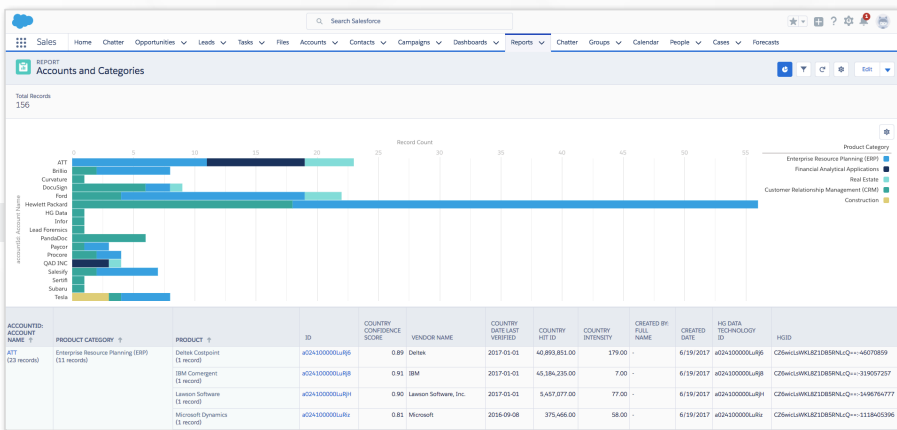 Search Salesforce
Sales Home Chatter Opportunities Leads Tasks Files Accounts Contacts Campaigns Dashboards Reports Chatter Groups Calendar People Cases Forecasts
REPORT
Accounts and Categories
Edit
Total Records
156
Record Count
0 5 10 15 20 25 30 35 40 45 50 55
Product Category
Enterprise Resource Planning (ERP)
Financial Analytical Applications
Real Estate
Customer Relationship Management (CRM)
Construction
accountId: Account Name
ATT
Brillio
Curvature
DocuSign
Ford
Hewlett Packard
HG Data
Infor
Lead Forensics
PandaDoc
Paycor
Procore
QAD INC
Salesify
Sertifi
Subaru
Tesla
ACCOUNTID: ACCOUNT NAME ↑ PRODUCT CATEGORY ↑ PRODUCT ↑ ID COUNTRY CONFIDENCE SCORE VENDOR NAME COUNTRY DATE LAST VERIFIED COUNTRY HIT ID COUNTRY INTENSITY CREATED BY: FULL NAME CREATED DATE HG DATA TECHNOLOGY ID HGID
ATT Enterprise Resource Planning (ERP) Deltek Costpoint a024100000LuRj6 0.89 Deltek 2017-01-01 40,893,851.00 179.00 - 6/19/2017 a024100000LuRj6 CZ6wicLsWKL8Z1DB5RNLcQ==:-46070859
(23 records) (11 records) (1 record)
IBM Comergent a024100000LuRj8 0.91 IBM 2017-01-01 45,184,235.00 7.00 - 6/19/2017 a024100000LuRj8 CZ6wicLsWKL8Z1DB5RNLcQ==:-319057257
(1 record)
Lawson Software a024100000LuRjH 0.90 Lawson Software, Inc. 2017-01-01 5,457,077.00 77.00 - 6/19/2017 a024100000LuRjH CZ6wicLsWKL8Z1DB5RNLcQ==:-1496764777
(1 record)
Microsoft Dynamics a024100000LuRiz 0.81 Microsoft 2016-09-08 375,466.00 58.00 - 6/19/2017 a024100000LuRiz CZ6wicLsWKL8Z1DB5RNLcQ==:-1118405396
(1 record)